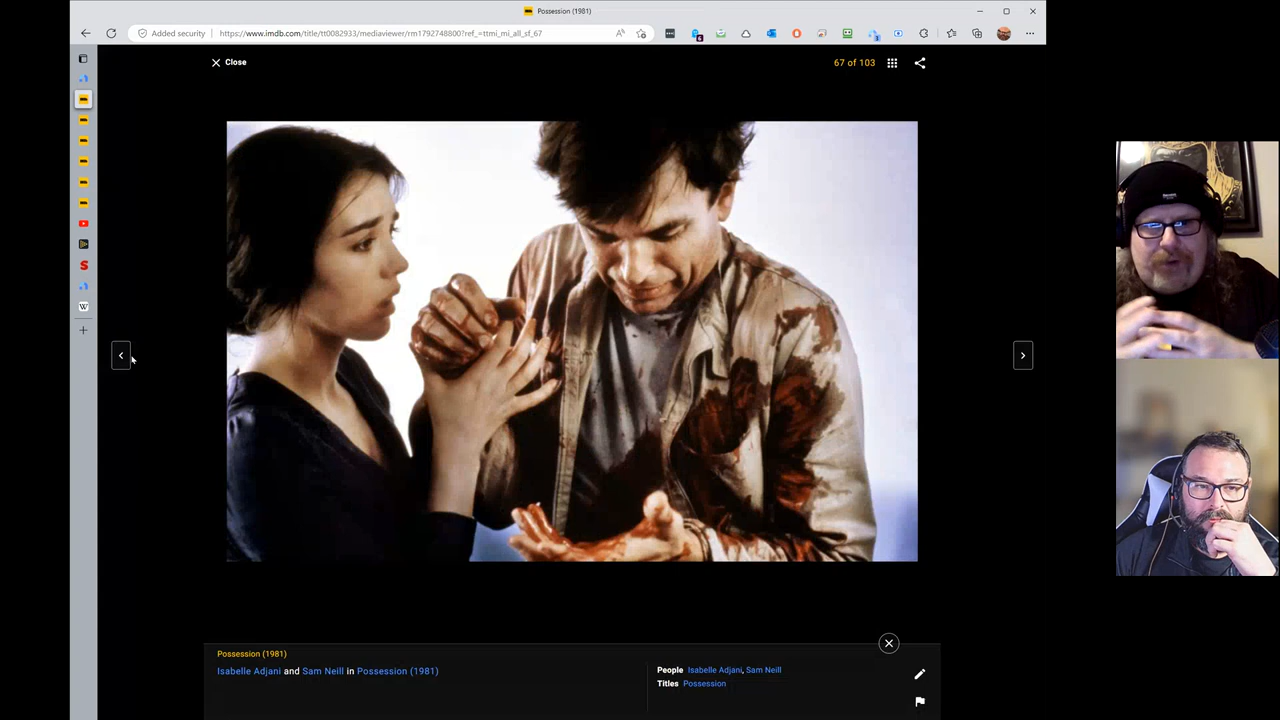 Possession (1981)
Added security
https://www.imdb.com/title/tt0082933/mediaviewer/rm1792748800?ref_=ttmi_mi_all_sf_67
Close
67 of 103
Possession (1981)
Isabelle Adjani and Sam Neill in Possession (1981)
People Isabelle Adjani, Sam Neill
Titles Possession